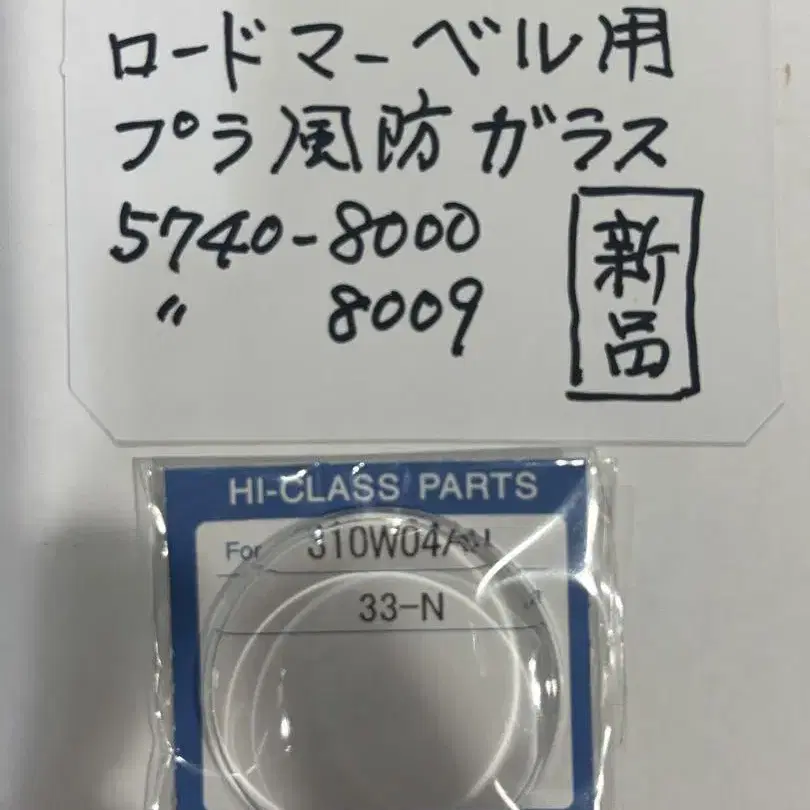 ロードマーベル用
プラ風防ガラス
5740-8000
〃 8009
新品
HI-CLASS PARTS
For
33-N